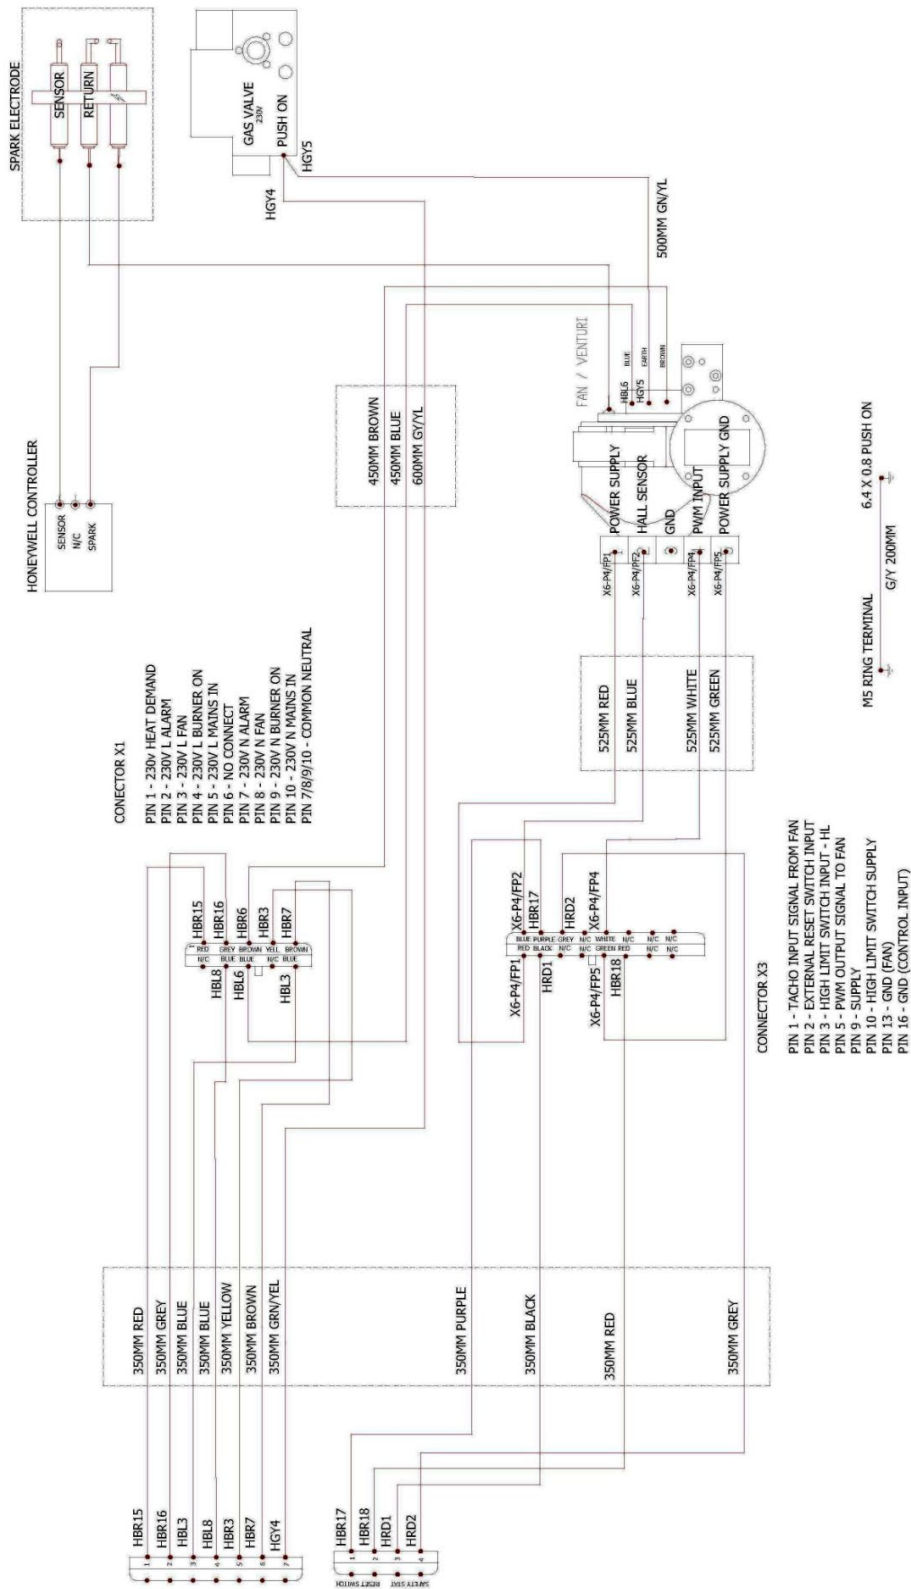 SPARK ELECTRODE
SENSOR
RETURN
GAS VALVE
230V
PUSH ON
HGY4
HGY5
HONEYWELL CONTROLLER
SENSOR
N/C
SPARK
450MM BROWN
450MM BLUE
600MM GY/YL
500MM GN/YL
FAN / VENTURI
HBL6
HGY5
BLUE
EARTH
BROWN
POWER SUPPLY
HALL SENSOR
GND
PWM INPUT
POWER SUPPLY GND
X6-P4/FP1
X6-P4/PF2
X6-P4/FP4
X6-P4/FP5
525MM RED
525MM BLUE
525MM WHITE
525MM GREEN
M5 RING TERMINAL
6.4 X 0.8 PUSH ON
G/Y 200MM
CONECTOR X1
PIN 1 - 230v HEAT DEMAND
PIN 2 - 230V L ALARM
PIN 3 - 230V L FAN
PIN 4 - 230V L BURNER ON
PIN 5 - 230V L MAINS IN
PIN 6 - NO CONNECT
PIN 7 - 230V N ALARM
PIN 8 - 230V N FAN
PIN 9 - 230V N BURNER ON
PIN 10 - 230V N MAINS IN
PIN 7/8/9/10 - COMMON NEUTRAL
HBR15
HBR16
HBR6
HBR3
HBR7
RED
GREY
BROWN
YELL
BROWN
N/C
BLUE
BLUE
N/C
BLUE
HBL8
HBL6
HBL3
X6-P4/FP2
HBR17
HRD2
X6-P4/FP4
BLUE
PURPLE
GREY
N/C
WHITE
N/C
N/C
N/C
RED
BLACK
N/C
N/C
GREEN
RED
N/C
N/C
X6-P4/FP1
HRD1
X6-P4/FP5
HBR18
CONNECTOR X3
PIN 1 - TACHO INPUT SIGNAL FROM FAN
PIN 2 - EXTERNAL RESET SWITCH INPUT
PIN 3 - HIGH LIMIT SWITCH INPUT - HL
PIN 5 - PWM OUTPUT SIGNAL TO FAN
PIN 9 - SUPPLY
PIN 10 - HIGH LIMIT SWITCH SUPPLY
PIN 13 - GND (FAN)
PIN 16 - GND (CONTROL INPUT)
350MM RED
350MM GREY
350MM BLUE
350MM BLUE
350MM YELLOW
350MM BROWN
350MM GRN/YEL
350MM PURPLE
350MM BLACK
350MM RED
350MM GREY
HBR15
HBR16
HBL3
HBL8
HBR3
HBR7
HGY4
1
2
3
4
5
6
7
HBR17
HBR18
HRD1
HRD2
1
2
3
4
RESET SWITCH
SAFETY STAT